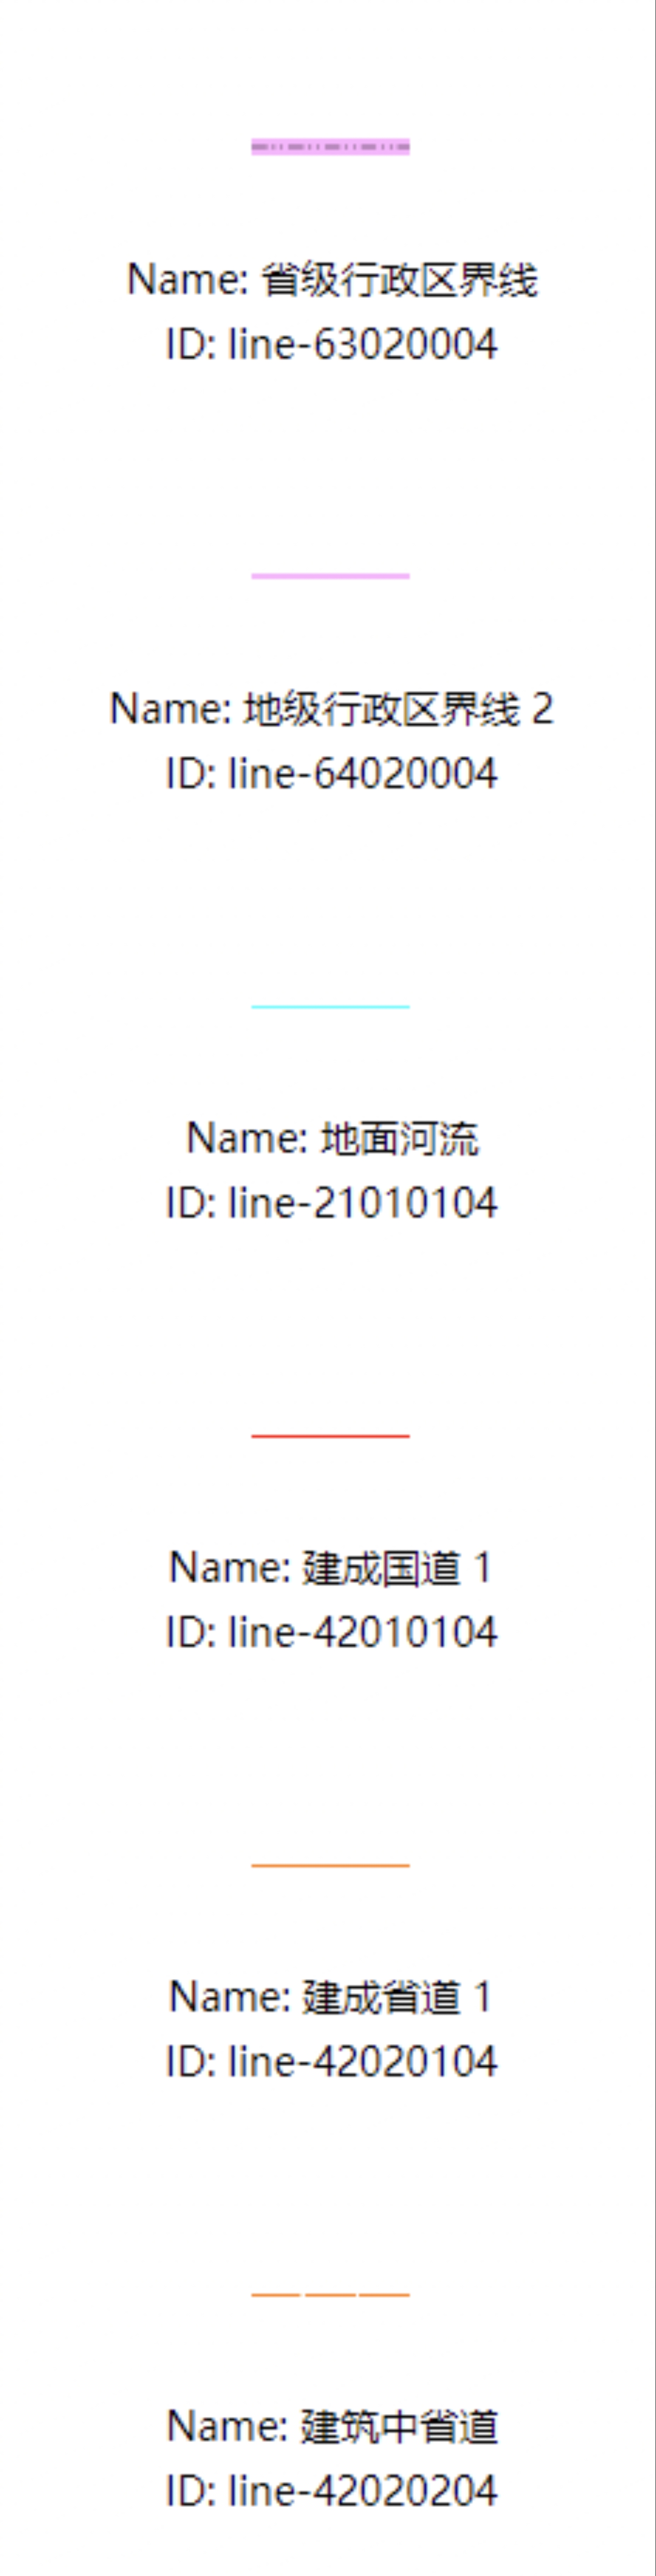 Name: 省级行政区界线
ID: line-63020004
Name: 地级行政区界线 2
ID: line-64020004
Name: 地面河流
ID: line-21010104
Name: 建成国道 1
ID: line-42010104
Name: 建成省道 1
ID: line-42020104
Name: 建筑中省道
ID: line-42020204